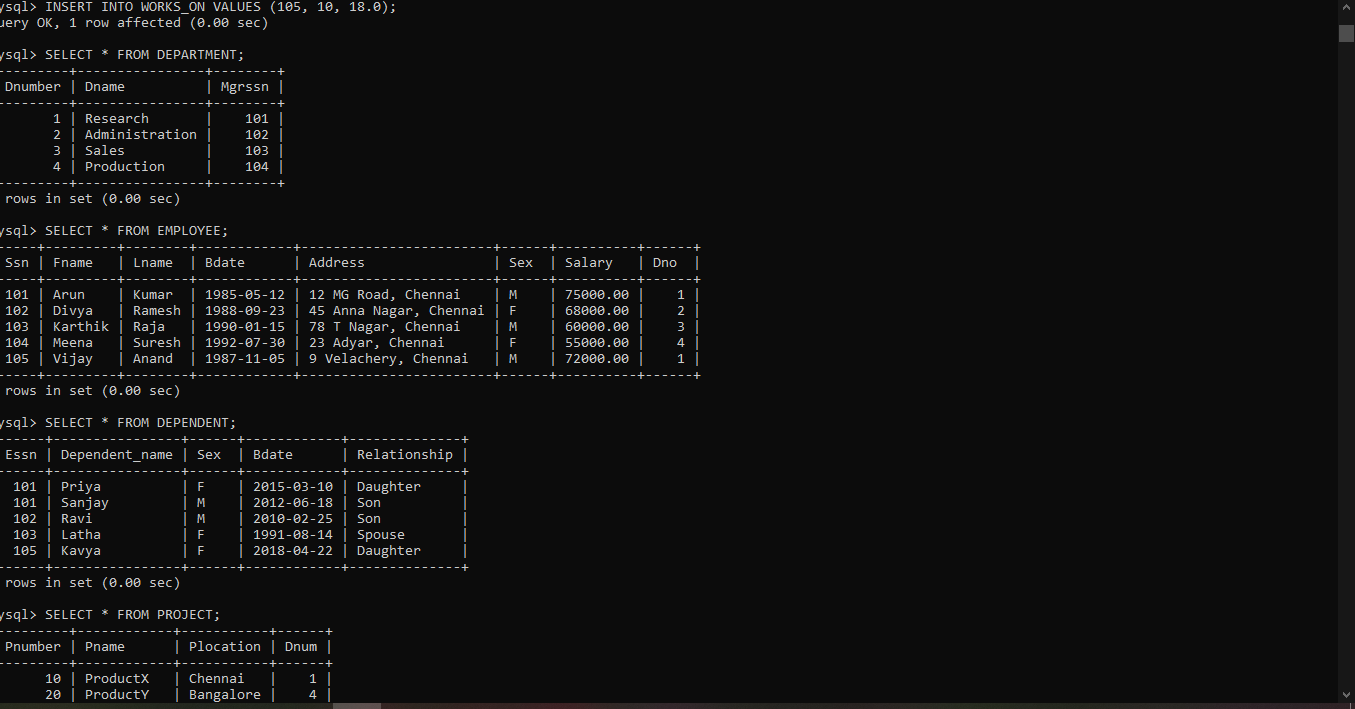 ysql> INSERT INTO WORKS_ON VALUES (105, 10, 18.0);
uery OK, 1 row affected (0.00 sec)
ysql> SELECT * FROM DEPARTMENT;
---------+----------------+--------+
Dnumber | Dname          | Mgrssn |
---------+----------------+--------+
      1 | Research       |    101 |
      2 | Administration |    102 |
      3 | Sales          |    103 |
      4 | Production     |    104 |
---------+----------------+--------+
rows in set (0.00 sec)
ysql> SELECT * FROM EMPLOYEE;
-----+---------+--------+------------+------------------------+------+----------+------+
Ssn | Fname   | Lname  | Bdate      | Address                | Sex  | Salary   | Dno  |
-----+---------+--------+------------+------------------------+------+----------+------+
101 | Arun    | Kumar  | 1985-05-12 | 12 MG Road, Chennai    | M    | 75000.00 |    1 |
102 | Divya   | Ramesh | 1988-09-23 | 45 Anna Nagar, Chennai | F    | 68000.00 |    2 |
103 | Karthik | Raja   | 1990-01-15 | 78 T Nagar, Chennai    | M    | 60000.00 |    3 |
104 | Meena   | Suresh | 1992-07-30 | 23 Adyar, Chennai      | F    | 55000.00 |    4 |
105 | Vijay   | Anand  | 1987-11-05 | 9 Velachery, Chennai   | M    | 72000.00 |    1 |
-----+---------+--------+------------+------------------------+------+----------+------+
rows in set (0.00 sec)
ysql> SELECT * FROM DEPENDENT;
------+----------------+------+------------+--------------+
Essn | Dependent_name | Sex  | Bdate      | Relationship |
------+----------------+------+------------+--------------+
 101 | Priya          | F    | 2015-03-10 | Daughter     |
 101 | Sanjay         | M    | 2012-06-18 | Son          |
 102 | Ravi           | M    | 2010-02-25 | Son          |
 103 | Latha          | F    | 1991-08-14 | Spouse       |
 105 | Kavya          | F    | 2018-04-22 | Daughter     |
------+----------------+------+------------+--------------+
rows in set (0.00 sec)
ysql> SELECT * FROM PROJECT;
---------+------------+-----------+------+
Pnumber | Pname      | Plocation | Dnum |
---------+------------+-----------+------+
     10 | ProductX   | Chennai   |    1 |
     20 | ProductY   | Bangalore |    4 |